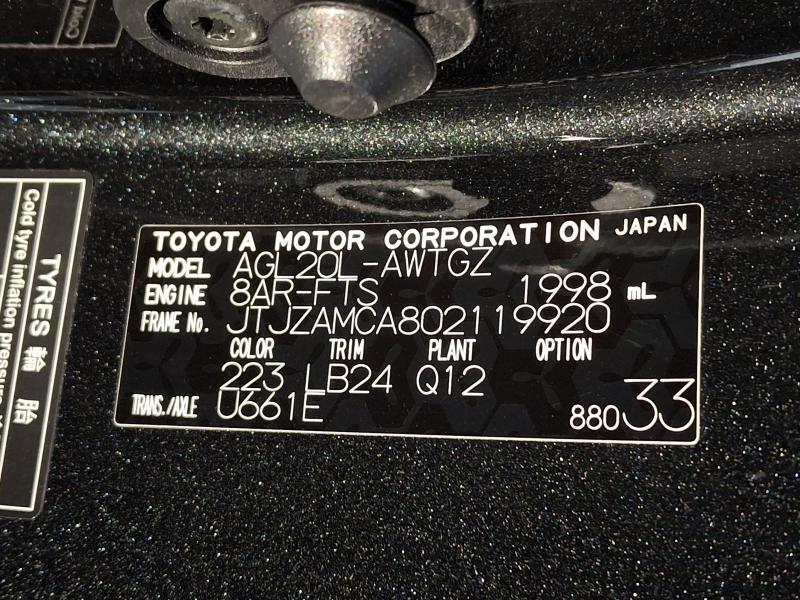 TOYOTA MOTOR CORPORATION JAPAN
MODEL AGL20L-AWTGZ
ENGINE 8AR-FTS 1998 mL
FRAME No. JTJZAMCA802119920
COLOR TRIM PLANT OPTION
223 LB24 Q12
TRANS./AXLE U661E
88033
TYRES 輪胎
Cold tyre inflation pressure